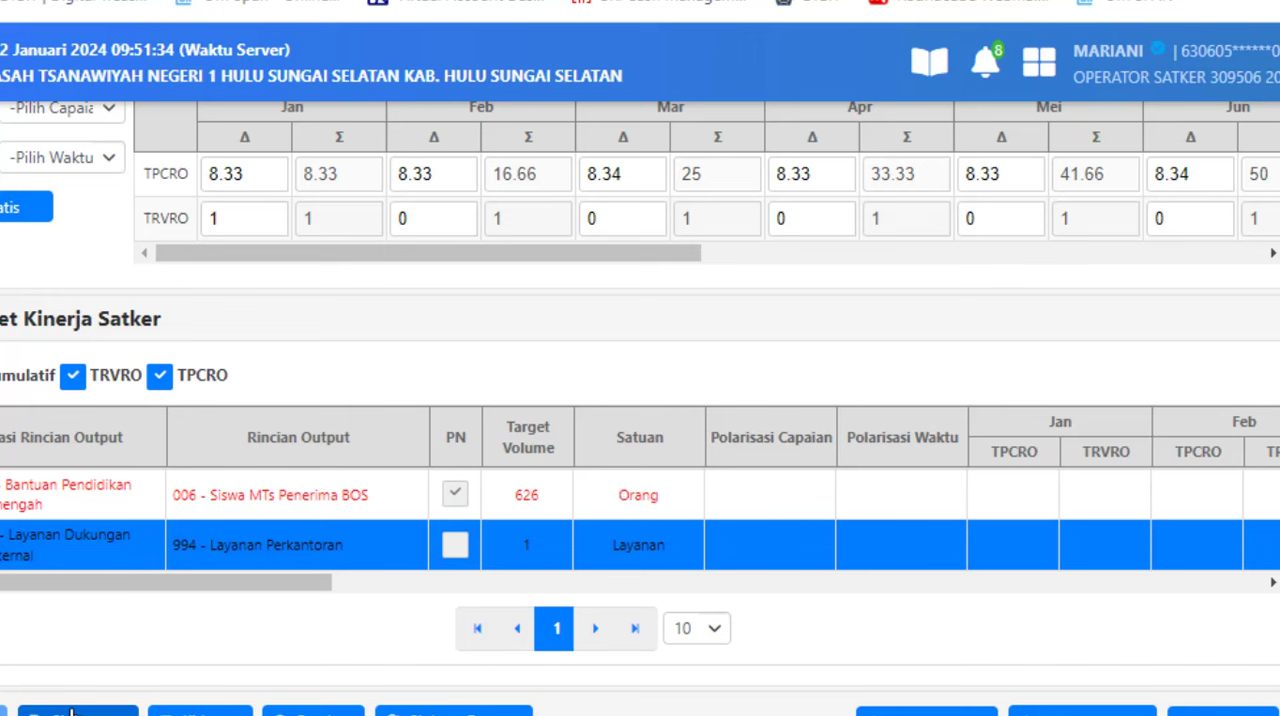 2 Januari 2024 09:51:34 (Waktu Server)
ASAH TSANAWIYAH NEGERI 1 HULU SUNGAI SELATAN KAB. HULU SUNGAI SELATAN
8
MARIANI | 630605******0
OPERATOR SATKER 309506 20
-Pilih Capaia
-Pilih Waktu
atis
Jan Feb Mar Apr Mei Jun
Δ Σ Δ Σ Δ Σ Δ Σ Δ Σ Δ
TPCRO 8.33 8.33 8.33 16.66 8.34 25 8.33 33.33 8.33 41.66 8.34 50
TRVRO 1 1 0 1 0 1 0 1 0 1 0 1
et Kinerja Satker
umulatif TRVRO TPCRO
asi Rincian Output Rincian Output PN Target Volume Satuan Polarisasi Capaian Polarisasi Waktu Jan Feb
TPCRO TRVRO TPCRO
Bantuan Pendidikan
nengah
006 - Siswa MTs Penerima BOS 626 Orang
- Layanan Dukungan
ternal
994 - Layanan Perkantoran 1 Layanan
1 10